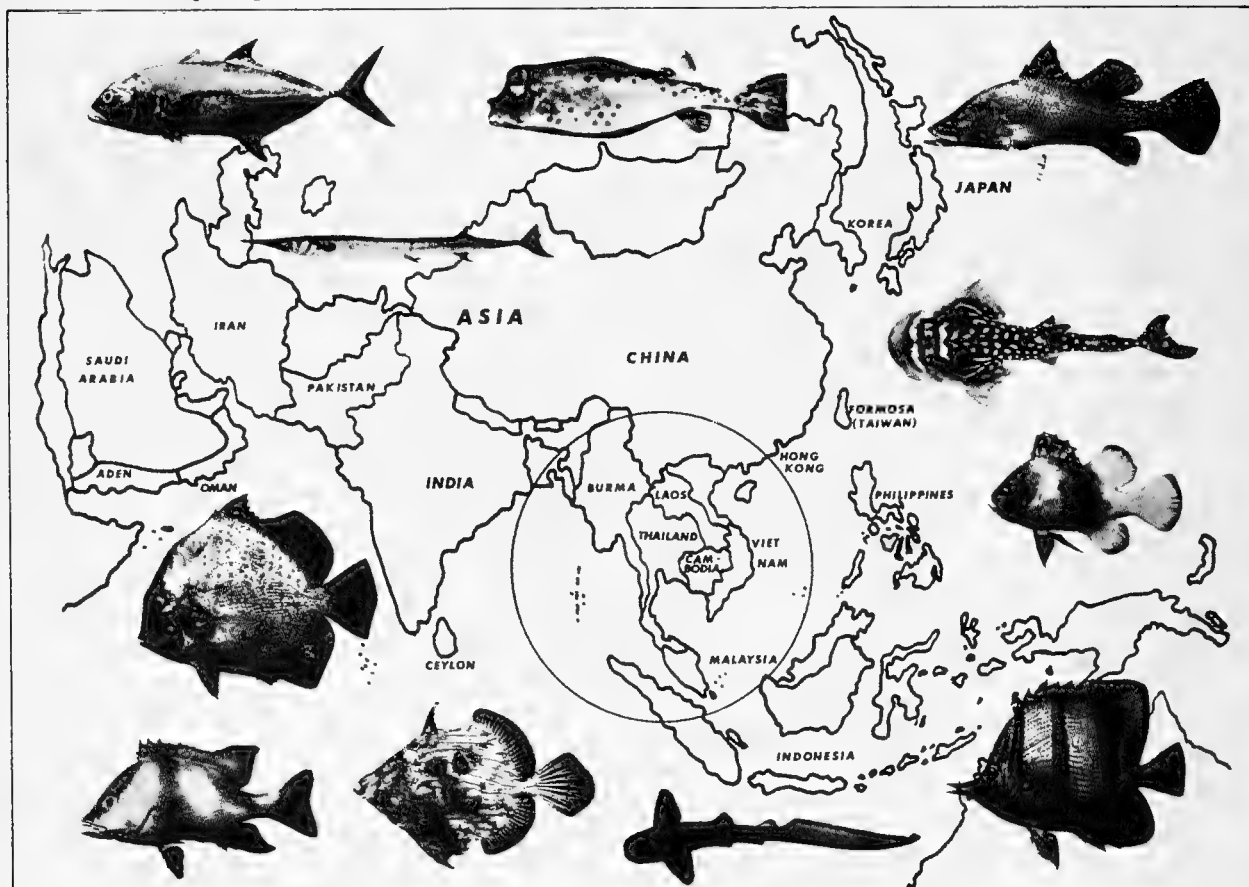 JAPAN
KOREA
ASIA
IRAN
CHINA
SAUDI
ARABIA
PAKISTAN
FORMOSA
(TAIWAN)
HONG
KONG
ADEN
OMAN
INDIA
BURMA
LAOS
PHILIPPINES
THAILAND
VIET
NAM
CAM-
BODIA
CEYLON
MALAYSIA
INDONESIA